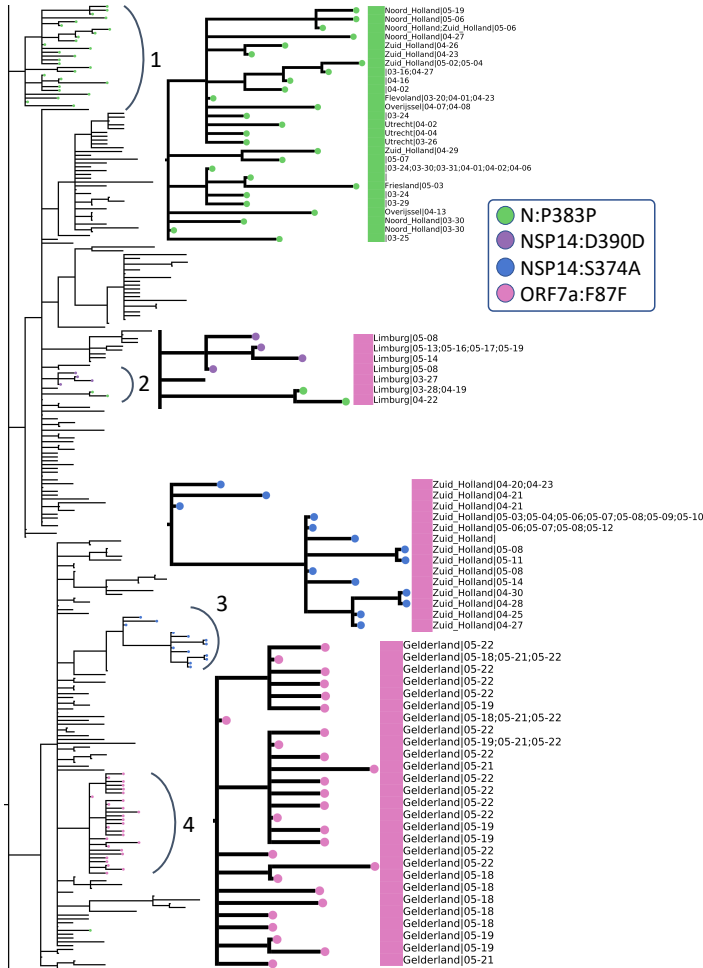 1
Noord_Holland|05-19
Noord_Holland|05-06
Noord_Holland;Zuid_Holland|05-06
Noord_Holland|04-27
Zuid_Holland|04-26
Zuid_Holland|04-23
Zuid_Holland|05-02;05-04
|03-16;04-27
|04-16
|04-02
Flevoland|03-20;04-01;04-23
Overijssel|04-07;04-08
|03-24
Utrecht|04-02
Utrecht|04-04
Utrecht|03-26
Zuid_Holland|04-29
|05-07
|03-24;03-30;03-31;04-01;04-02;04-06
|
Friesland|05-03
|03-24
|03-29
Overijssel|04-13
Noord_Holland|03-30
Noord_Holland|03-30
|03-25
N:P383P
NSP14:D390D
NSP14:S374A
ORF7a:F87F
2
Limburg|05-08
Limburg|05-13;05-16;05-17;05-19
Limburg|05-14
Limburg|05-08
Limburg|03-27
Limburg|03-28;04-19
Limburg|04-22
3
Zuid_Holland|04-20;04-23
Zuid_Holland|04-21
Zuid_Holland|04-21
Zuid_Holland|05-03;05-04;05-06;05-07;05-08;05-09;05-10
Zuid_Holland|05-06;05-07;05-08;05-12
Zuid_Holland|
Zuid_Holland|05-08
Zuid_Holland|05-11
Zuid_Holland|05-08
Zuid_Holland|05-14
Zuid_Holland|04-30
Zuid_Holland|04-28
Zuid_Holland|04-25
Zuid_Holland|04-27
4
Gelderland|05-22
Gelderland|05-18;05-21;05-22
Gelderland|05-22
Gelderland|05-22
Gelderland|05-22
Gelderland|05-19
Gelderland|05-18;05-21;05-22
Gelderland|05-22
Gelderland|05-19;05-21;05-22
Gelderland|05-22
Gelderland|05-21
Gelderland|05-22
Gelderland|05-22
Gelderland|05-22
Gelderland|05-22
Gelderland|05-19
Gelderland|05-19
Gelderland|05-22
Gelderland|05-22
Gelderland|05-18
Gelderland|05-18
Gelderland|05-18
Gelderland|05-18
Gelderland|05-18
Gelderland|05-19
Gelderland|05-19
Gelderland|05-21